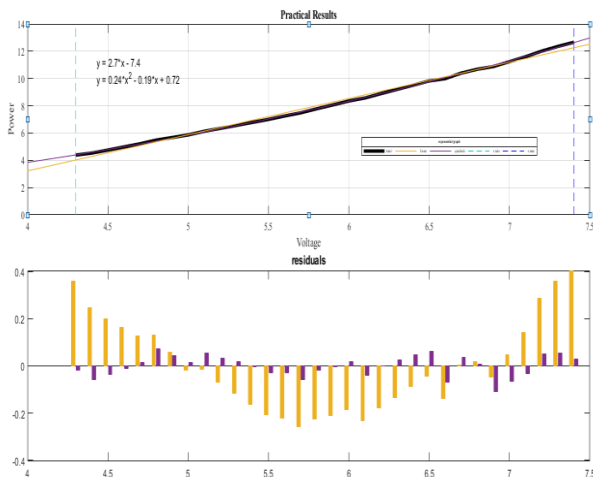 Practical Results
14
12
10
8
6
4
2
0
y = 2.7*x - 7.4
y = 0.24*x^2 - 0.19*x + 0.72
Power
4 4.5 5 5.5 6 6.5 7 7.5
Voltage
residuals
0.4
0.2
0
-0.2
-0.4
4 4.5 5 5.5 6 6.5 7 7.5